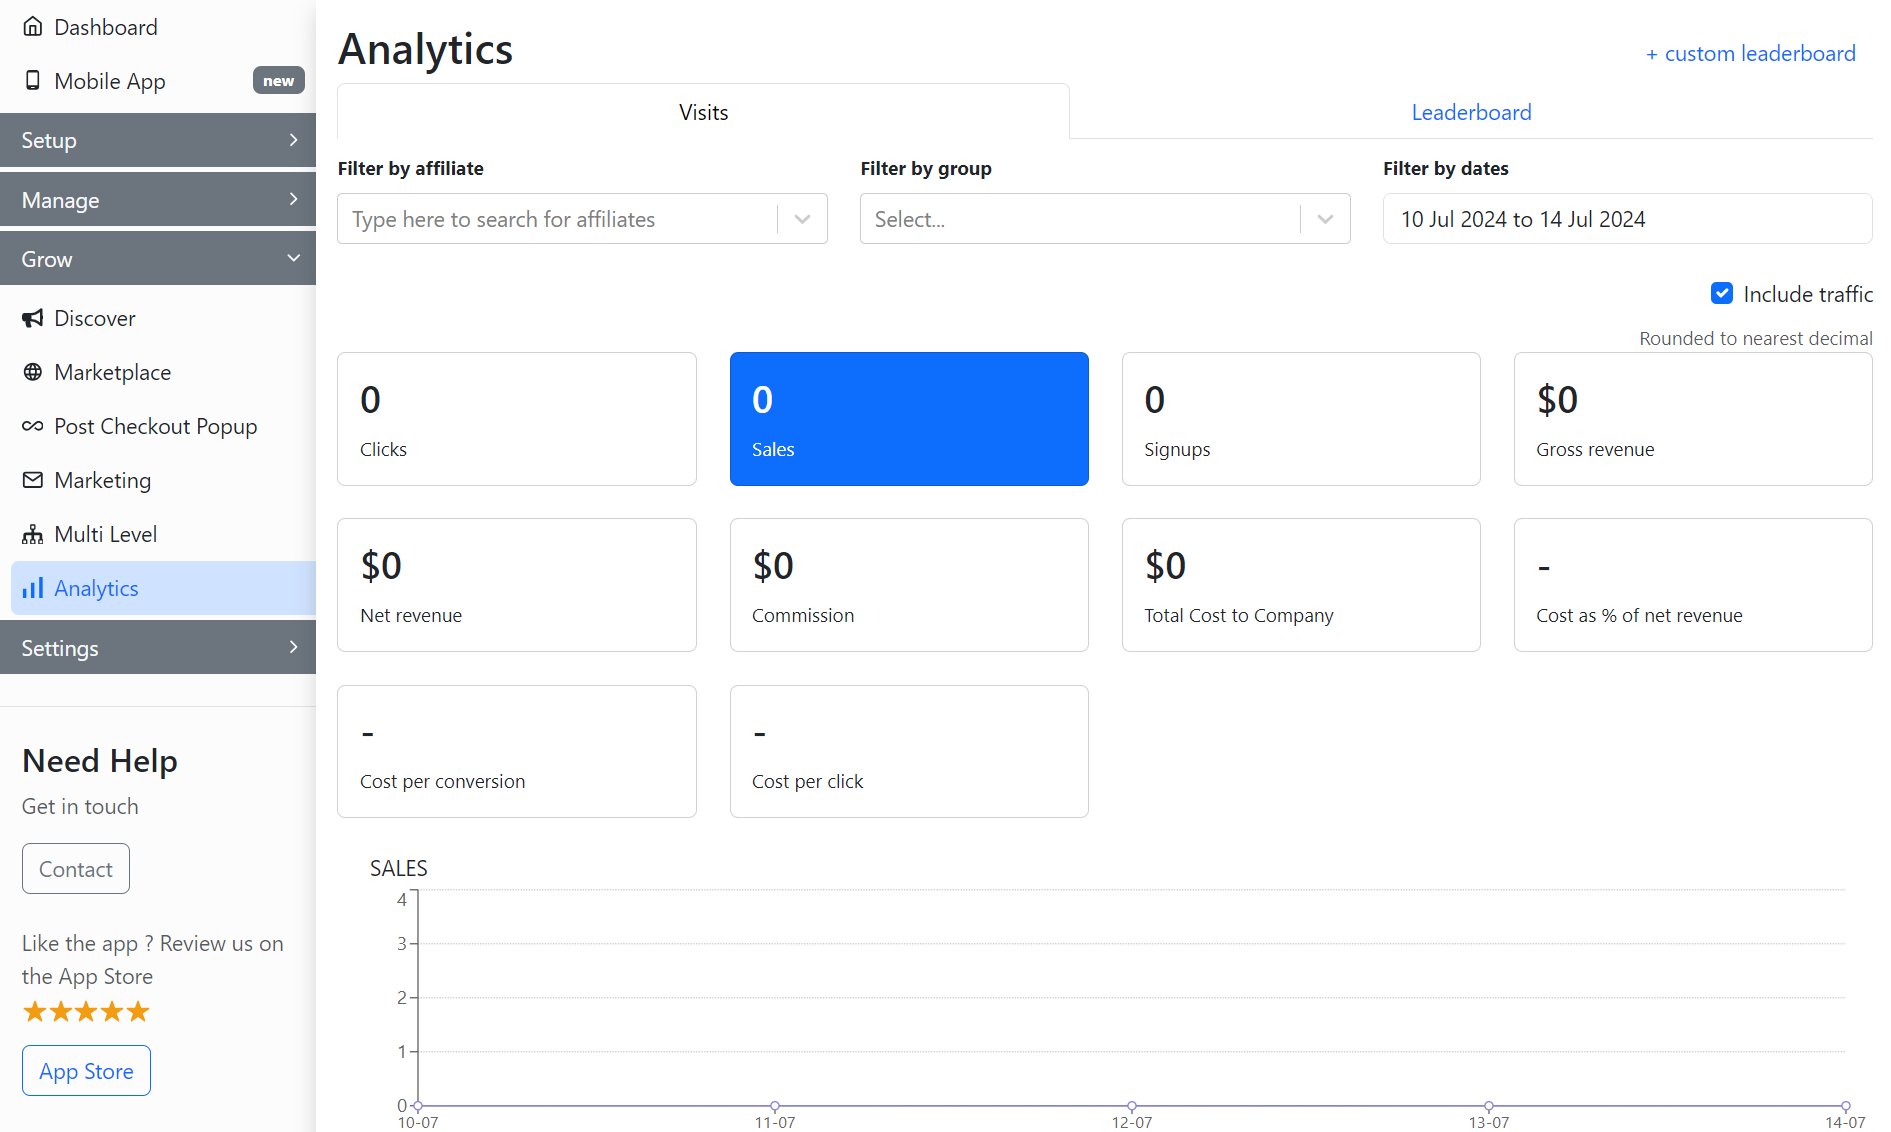 Dashboard
Mobile App new
Setup
Manage
Grow
Discover
Marketplace
Post Checkout Popup
Marketing
Multi Level
Analytics
Settings
Need Help
Get in touch
Contact
Like the app ? Review us on
the App Store
App Store
Analytics
+ custom leaderboard
Visits
Leaderboard
Filter by affiliate
Type here to search for affiliates
Filter by group
Select...
Filter by dates
10 Jul 2024 to 14 Jul 2024
Include traffic
Rounded to nearest decimal
0
Clicks
0
Sales
0
Signups
$0
Gross revenue
$0
Net revenue
$0
Commission
$0
Total Cost to Company
-
Cost as % of net revenue
-
Cost per conversion
-
Cost per click
SALES
4
3
2
1
0
10-07 11-07 12-07 13-07 14-07